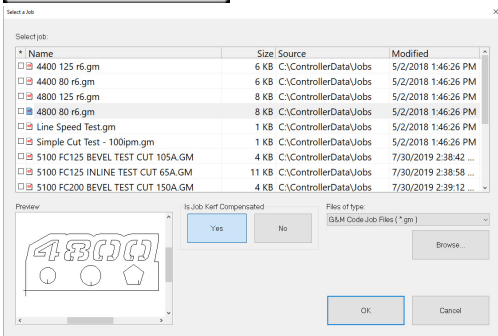 Select a Job
Select job:
* Name Size Source Modified
4400 125 r6.gm 6 KB C:\ControllerData\Jobs 5/2/2018 1:46:26 PM
4400 80 r6.gm 6 KB C:\ControllerData\Jobs 5/2/2018 1:46:26 PM
4800 125 r6.gm 8 KB C:\ControllerData\Jobs 5/2/2018 1:46:26 PM
4800 80 r6.gm 8 KB C:\ControllerData\Jobs 5/2/2018 1:46:26 PM
Line Speed Test.gm 1 KB C:\ControllerData\Jobs 5/2/2018 1:46:26 PM
Simple Cut Test - 100ipm.gm 1 KB C:\ControllerData\Jobs 5/2/2018 1:46:26 PM
5100 FC125 BEVEL TEST CUT 105A.GM 4 KB C:\ControllerData\Jobs 7/30/2019 2:38:42 ...
5100 FC125 INLINE TEST CUT 65A.GM 11 KB C:\ControllerData\Jobs 7/30/2019 2:38:58 ...
5100 FC200 BEVEL TEST CUT 150A.GM 4 KB C:\ControllerData\Jobs 7/30/2019 2:39:12 ...
Preview Is Job Kerf Compensated Files of type:
G&M Code Job Files ( *.gm )
Yes No
Browse...
4800
OK Cancel